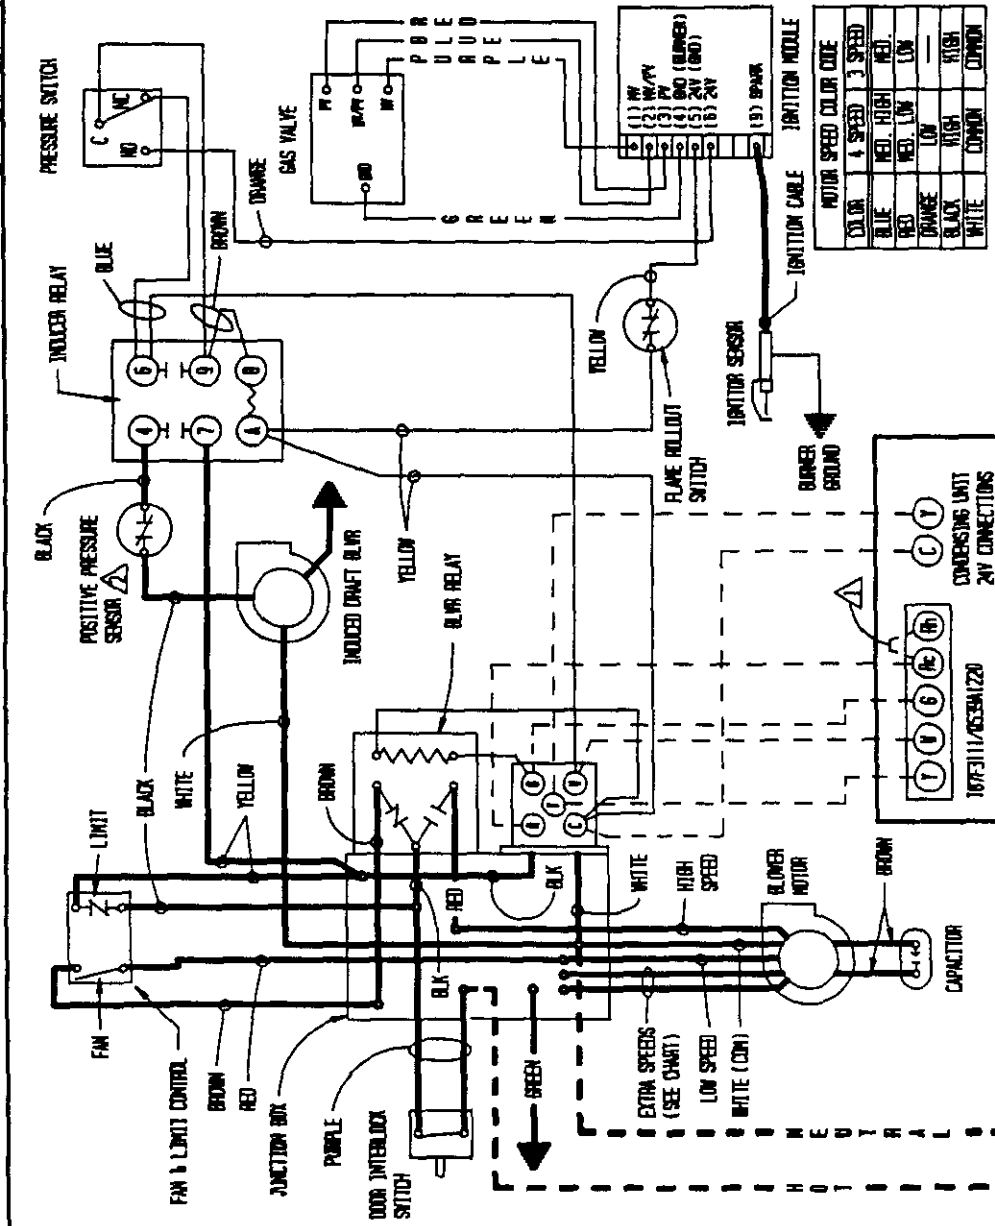 PRESSURE SWITCH
C
NC
NO
GAS VALVE
PV
MV/PV
MV
GND
BROWN
BLUE
PURPLE
GREEN
ORANGE
IGNITION MODULE
(1) MV
(2) MV/PV
(3) PV
(4) GND (BURNER)
(5) 24V (GND)
(6) 24V
(9) SPARK
MOTOR SPEED COLOR CODE
COLOR 4 SPEED 3 SPEED
BLUE MED. HIGH MED.
RED MED. LOW LOW
ORANGE LOW —
BLACK HIGH HIGH
WHITE COMMON COMMON
INDUCER RELAY
6
9
B
4
7
A
YELLOW
FLAME ROLLOUT
SWITCH
IGNITOR SENSOR
IGNITION CABLE
BURNER
GROUND
BLACK
POSITIVE PRESSURE
SENSOR
2
INDUCED DRAFT BLWR
YELLOW
BLWR RELAY
BLACK
WHITE
YELLOW
BROWN
LIMIT
FAN
FAN & LIMIT CONTROL
BROWN
RED
JUNCTION BOX
PURPLE
DOOR INTERLOCK
SWITCH
BLK
RED
BLK
WHITE
GREEN
R
G
Y
W
C
HIGH
SPEED
BLOWER
MOTOR
BROWN
CAPACITOR
EXTRA SPEEDS
(SEE CHART)
LOW SPEED
WHITE (COM)
NEUTRAL
HOT
1
Y
W
G
Rc
Rh
C
Y
CONDENSING UNIT
24V CONNECTIONS